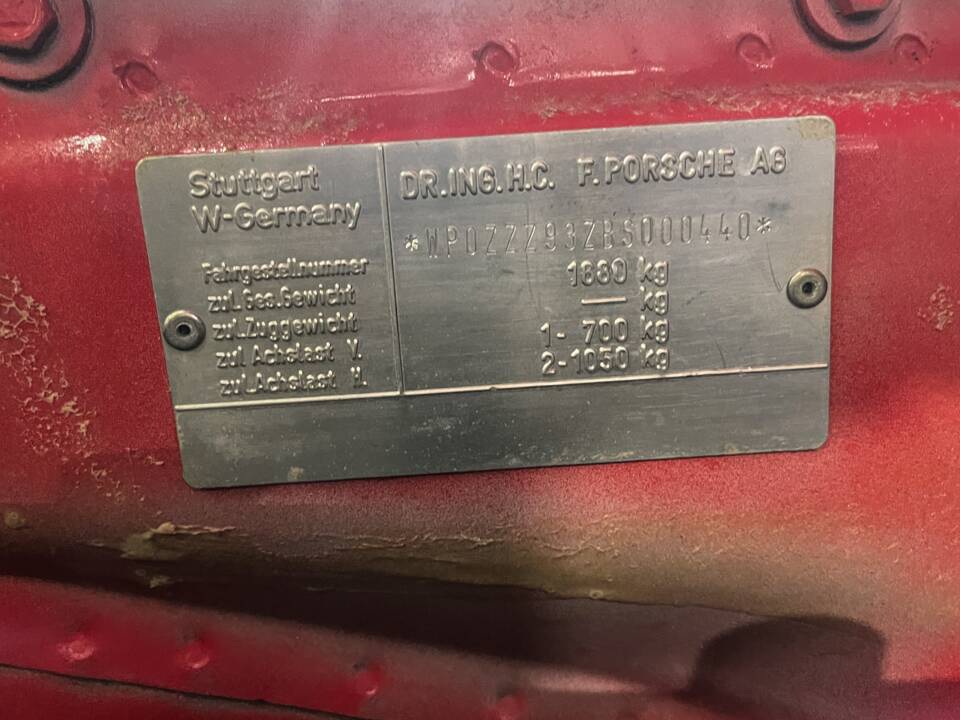 Stuttgart
W-Germany
DR.ING.H.C. F.PORSCHE AG
Fahrgestellnummer
*WP0ZZZ93ZBS000440*
zul.Ges.Gewicht
1680 kg
zul.Zuggewicht
— kg
zul Achslast V.
1- 700 kg
zul.Achslast H.
2-1050 kg